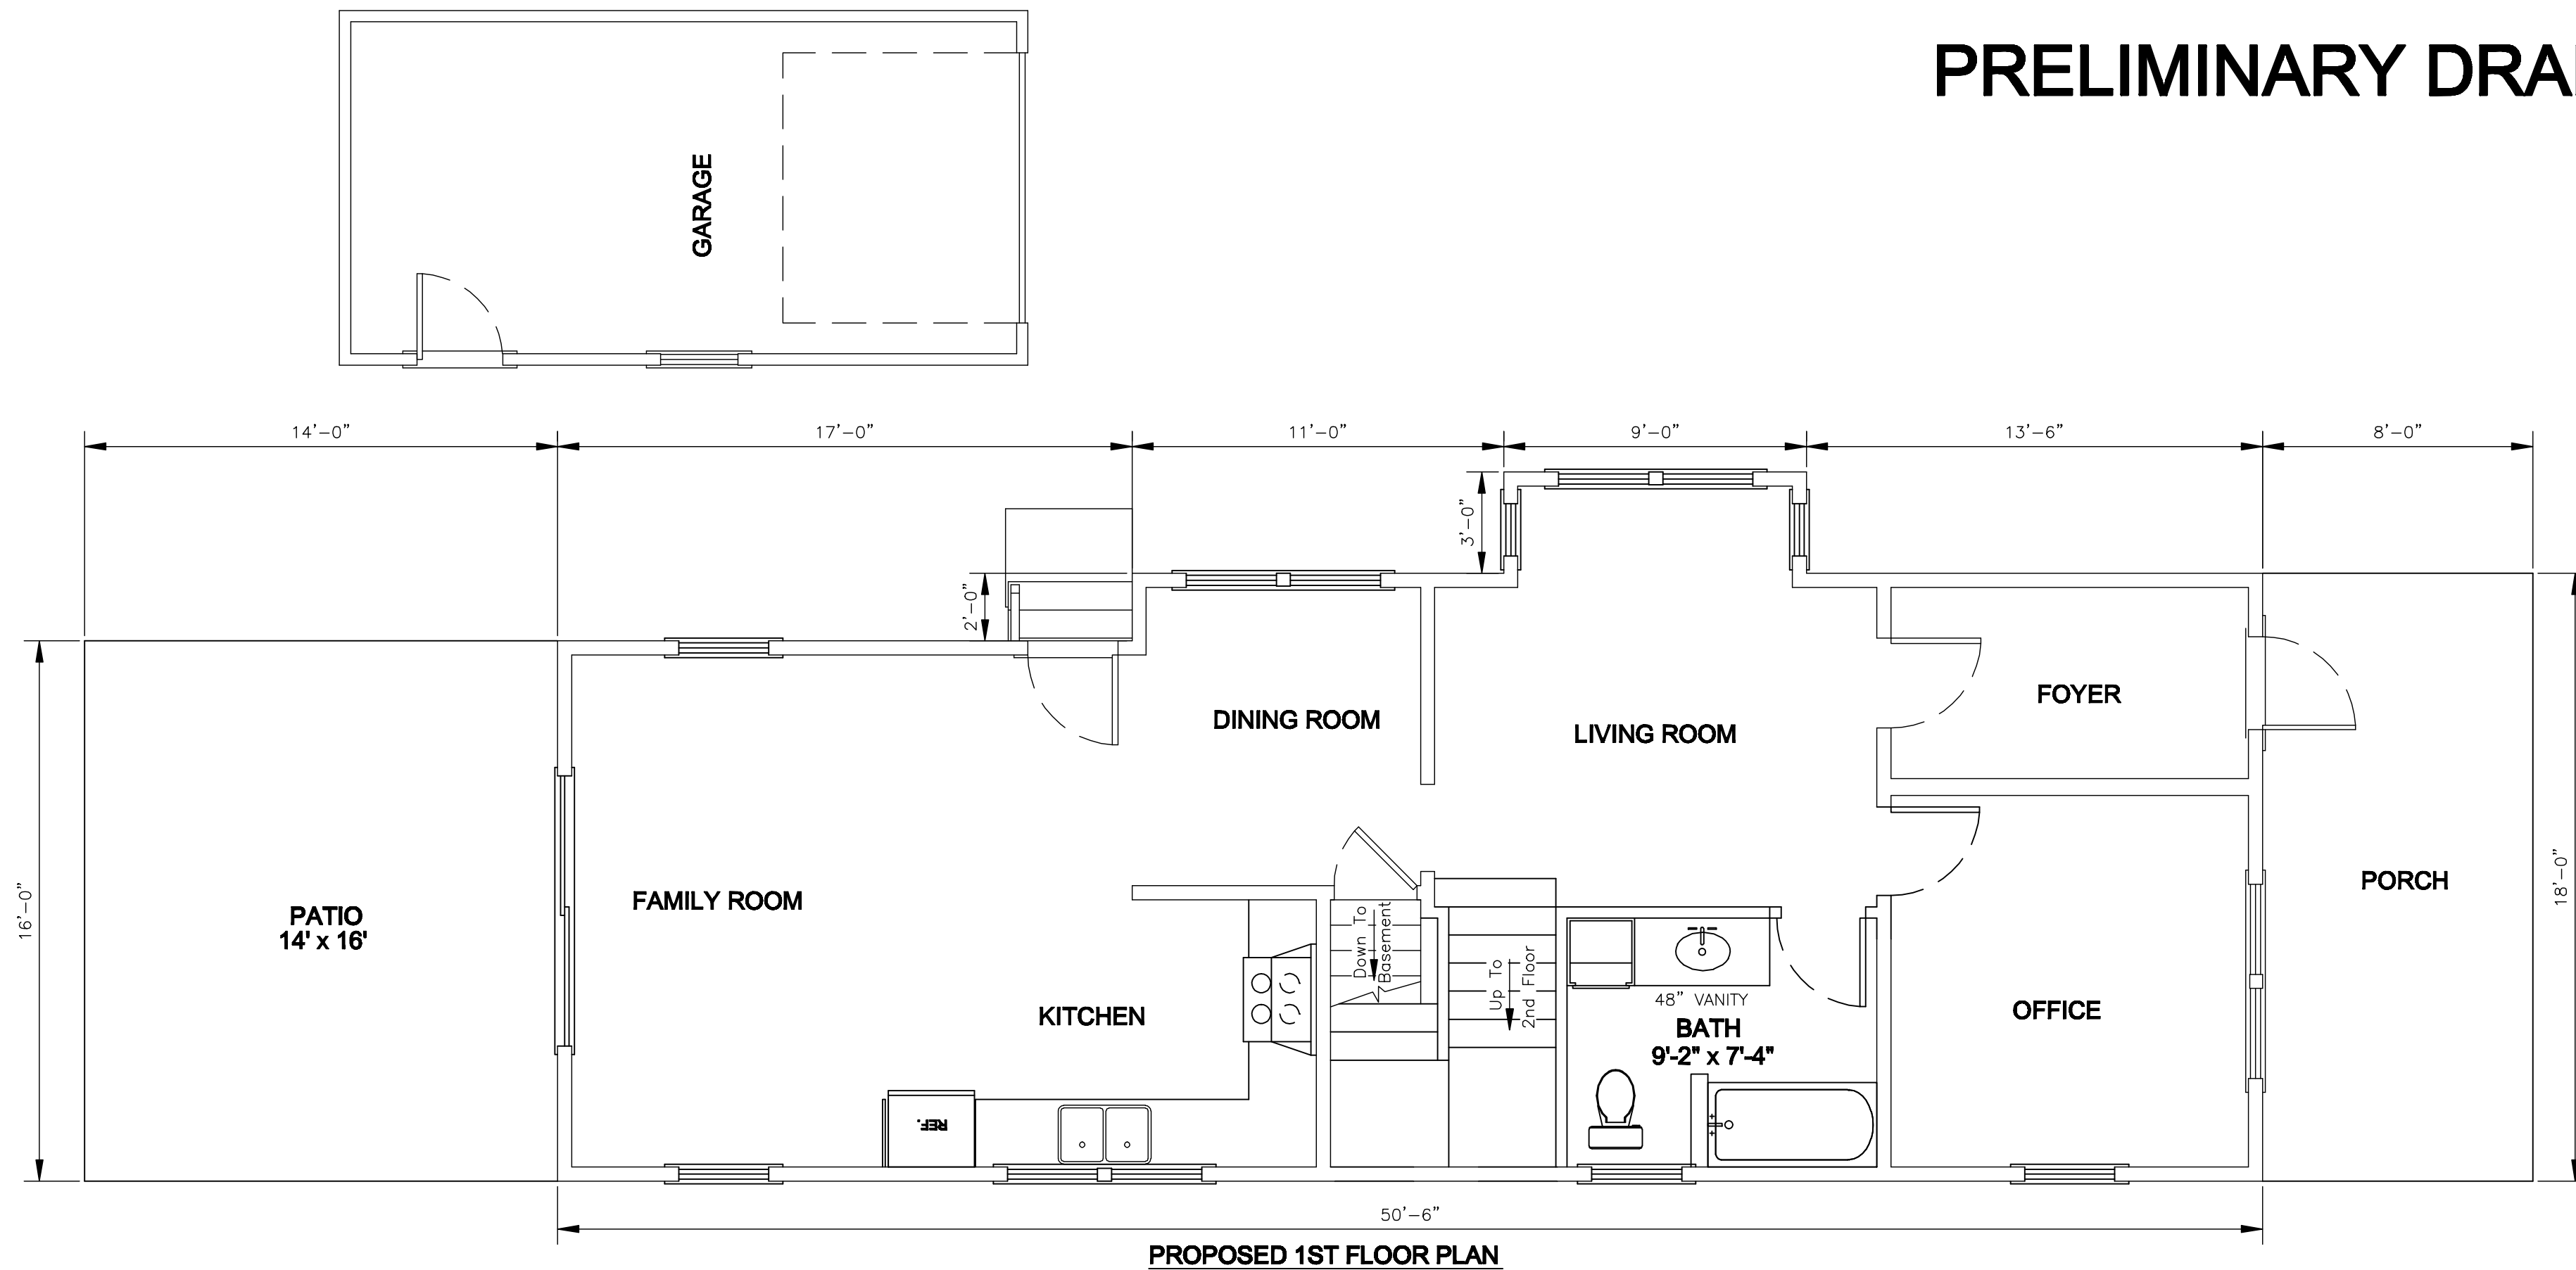 PRELIMINARY DRA
GARAGE
14'-0"
17'-0"
11'-0"
9'-0"
13'-6"
8'-0"
3'-0"
2'-0"
16'-0"
18'-0"
FOYER
DINING ROOM
LIVING ROOM
PORCH
FAMILY ROOM
PATIO
14' x 16'
Down To
Basement
Up To
2nd Floor
48" VANITY
KITCHEN
BATH
9'-2" x 7'-4"
OFFICE
REF.
50'-6"
PROPOSED 1ST FLOOR PLAN